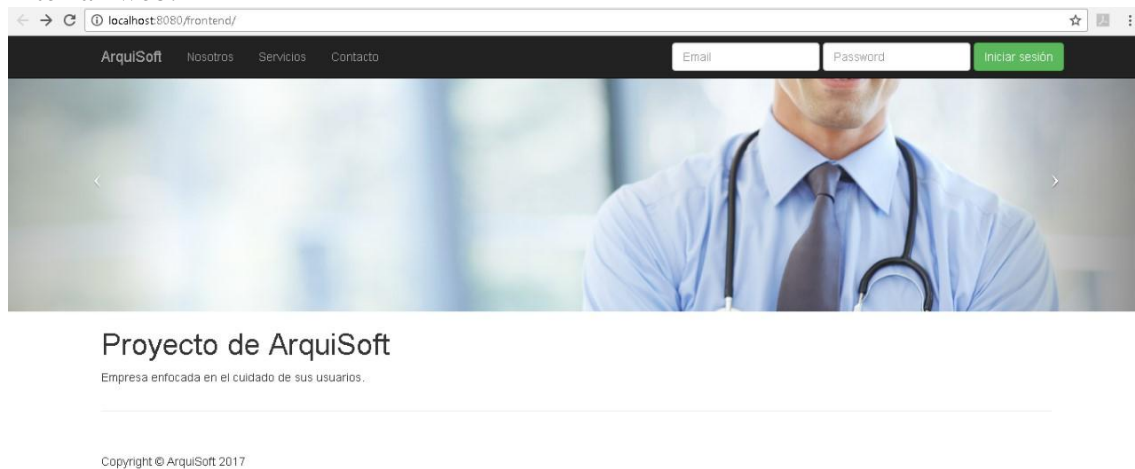 localhost:8080/frontend/
ArquiSoft Nosotros Servicios Contacto Email Password Iniciar sesión
Proyecto de ArquiSoft
Empresa enfocada en el cuidado de sus usuarios.
Copyright © ArquiSoft 2017